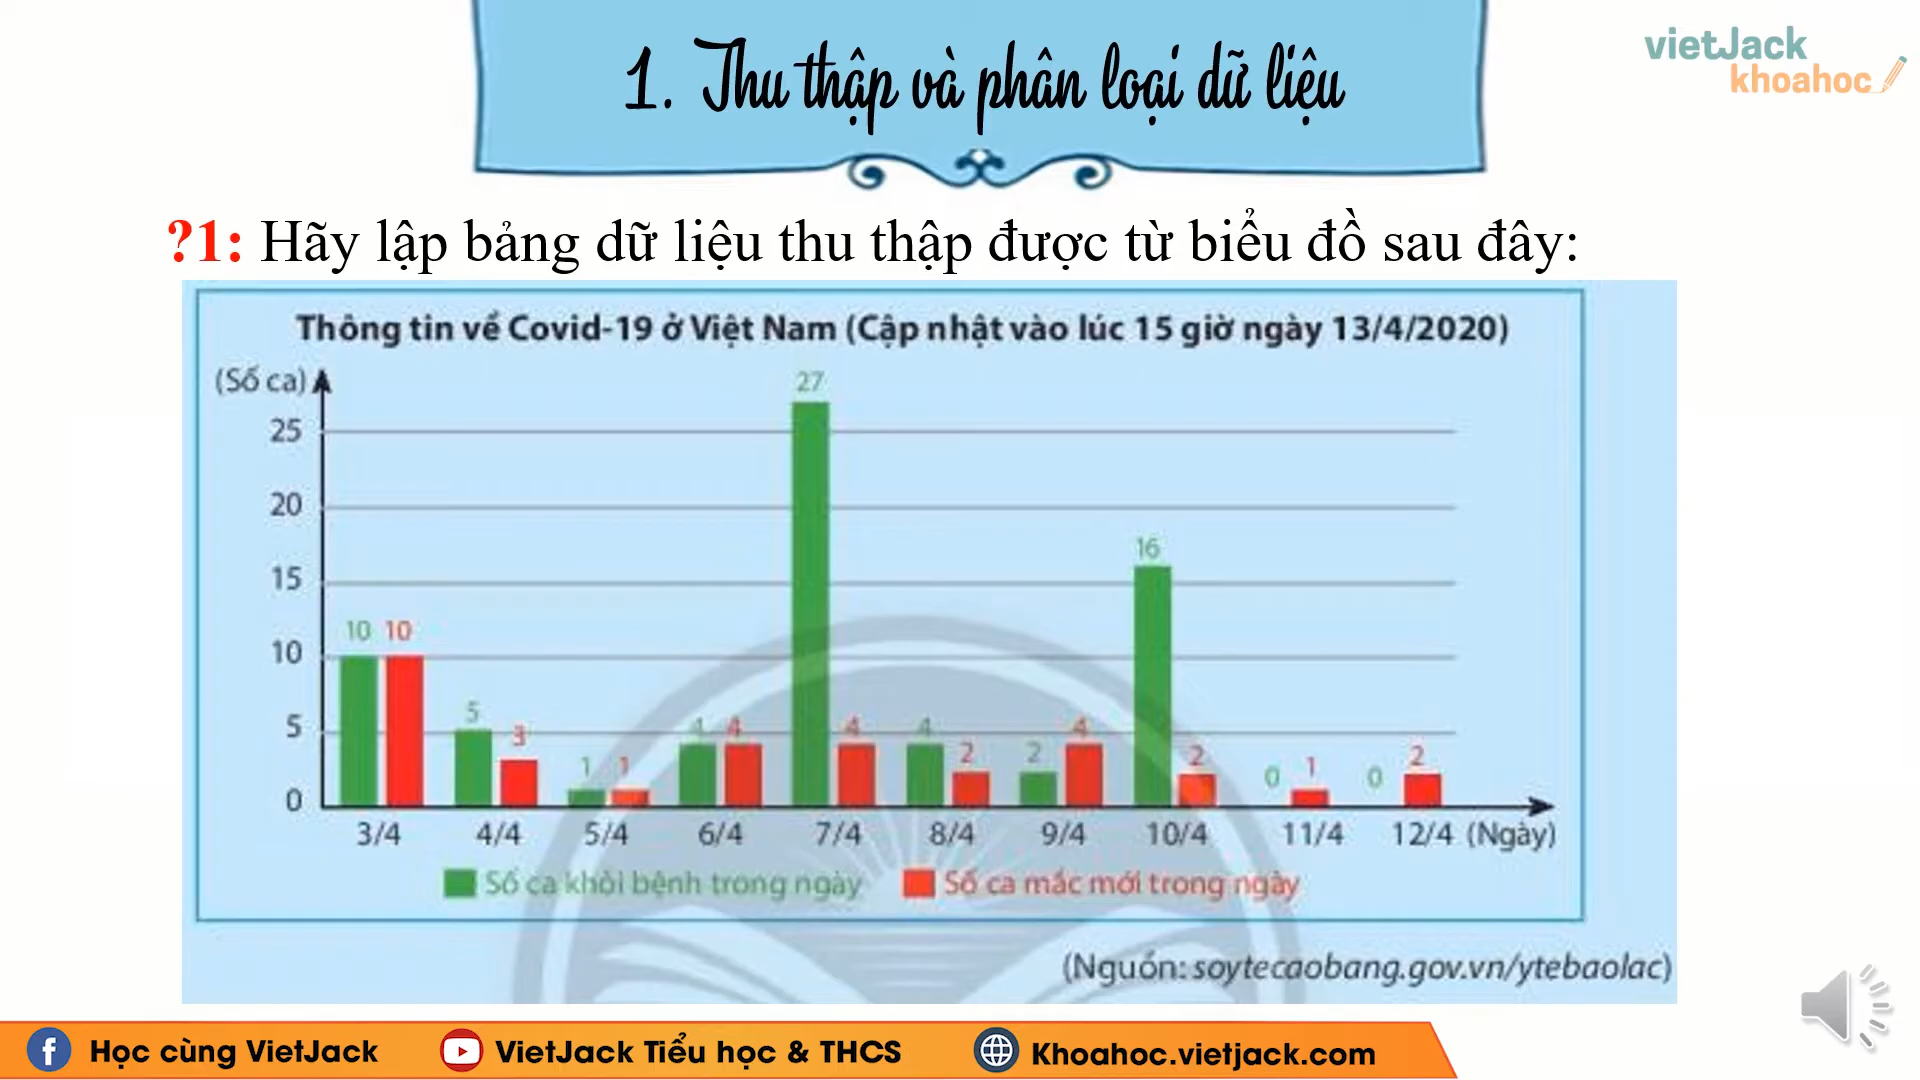 1. Thu thập và phân loại dữ liệu
vietJack
khoahoc
?1: Hãy lập bảng dữ liệu thu thập được từ biểu đồ sau đây:
Thông tin về Covid-19 ở Việt Nam (Cập nhật vào lúc 15 giờ ngày 13/4/2020)
(Số ca)
27
25
20
16
15
10 10
10
5
3
1 1
4 4
4
4 2
2 4
2
0 1
0 2
5
0
3/4 4/4 5/4 6/4 7/4 8/4 9/4 10/4 11/4 12/4 (Ngày)
Số ca khỏi bệnh trong ngày Số ca mắc mới trong ngày
(Nguồn: soytecaobang.gov.vn/ytebaolac)
Học cùng VietJack VietJack Tiểu học & THCS Khoahoc.vietjack.com